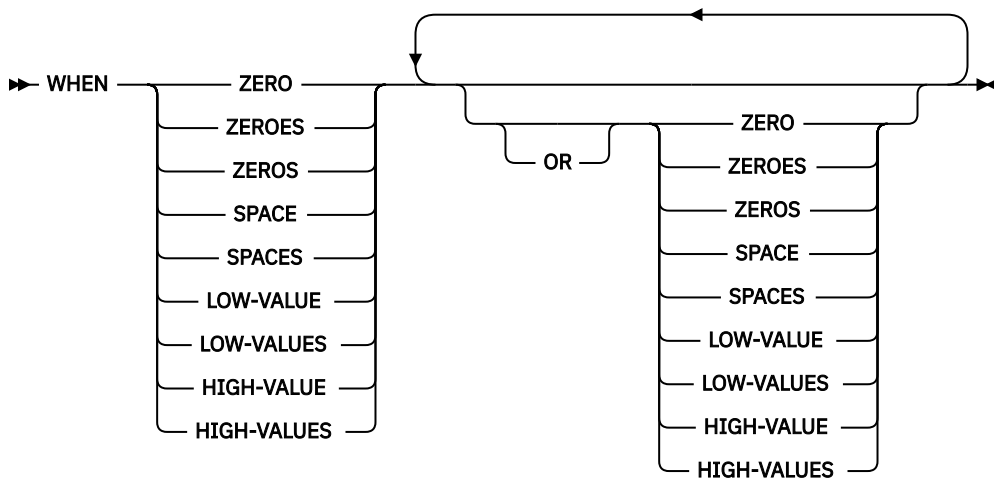 WHEN ZERO
ZEROES ZERO
ZEROS OR ZEROES
SPACE ZEROS
SPACES SPACE
LOW-VALUE SPACES
LOW-VALUES LOW-VALUE
HIGH-VALUE LOW-VALUES
HIGH-VALUES HIGH-VALUE
HIGH-VALUES